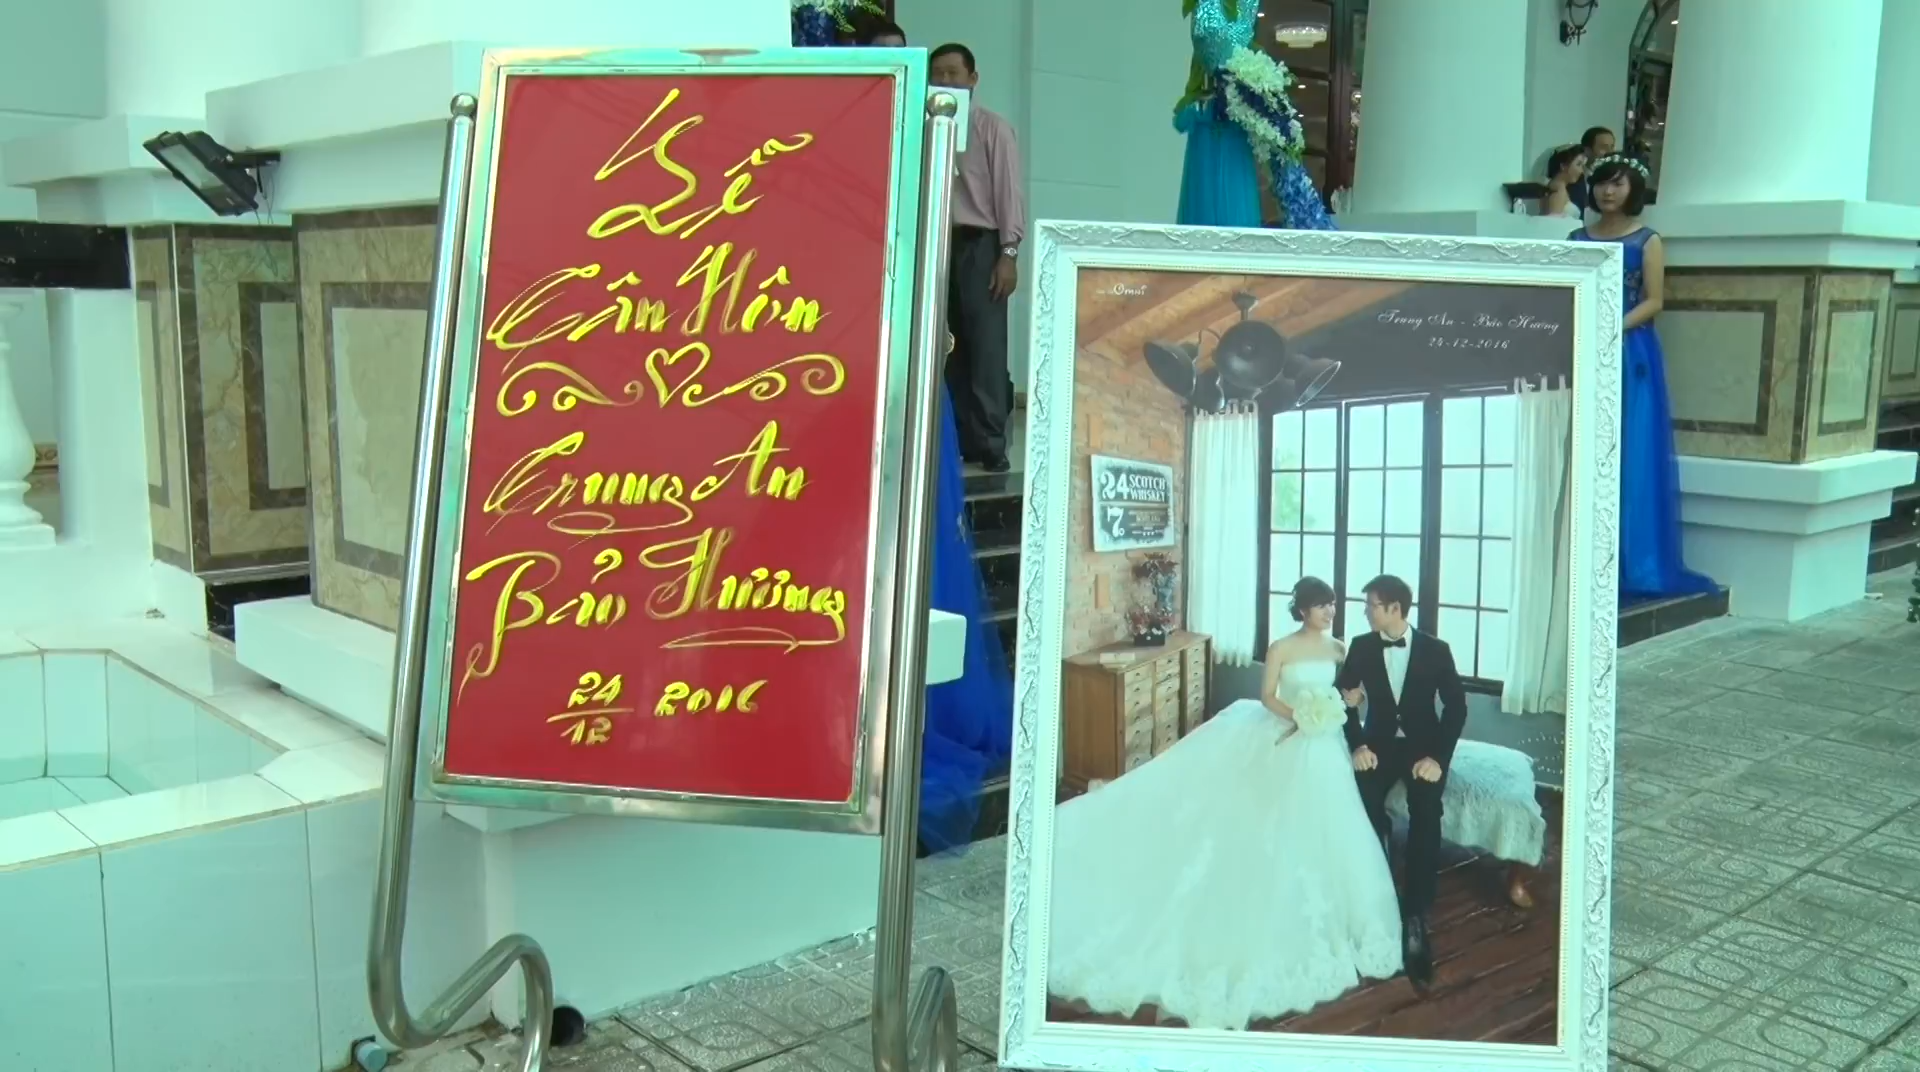 Lễ
Tân Hôn
Trung An
Bảo Hương
24
12
2016
Omni
Trung An - Bảo Hương
24-12-2016
24 SCOTCH
WHISKEY
7